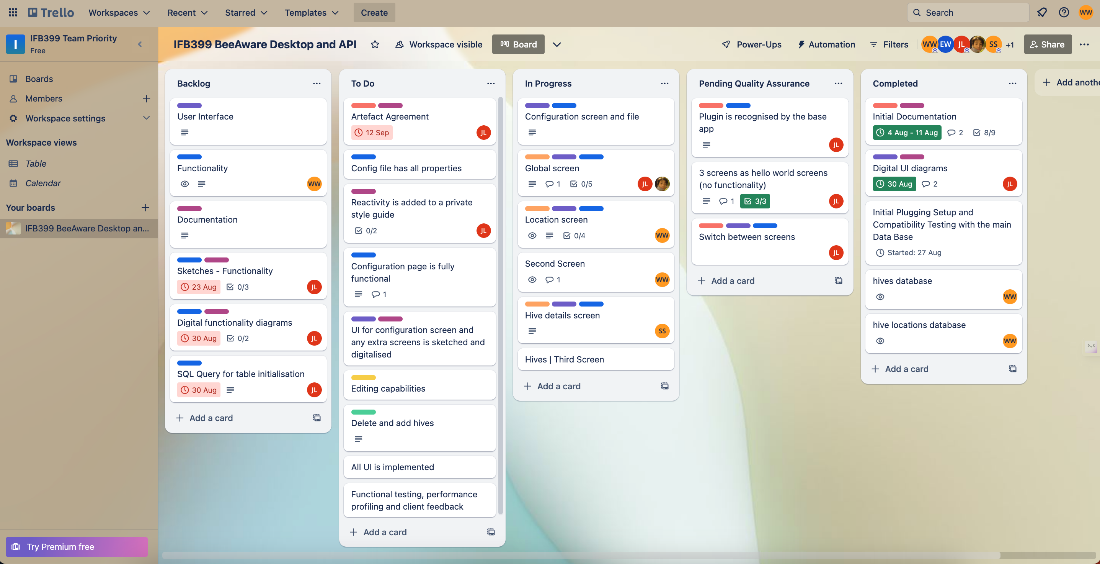 Trello
Workspaces
Recent
Starred
Templates
Create
Search
WW
I
IFB399 Team Priority
Free
Boards
Members
Workspace settings
Workspace views
Table
Calendar
Your boards
IFB399 BeeAware Desktop an...
Try Premium free
IFB399 BeeAware Desktop and API
Workspace visible
Board
Power-Ups
Automation
Filters
WW
EW
JL
SS
+1
Share
Backlog
User Interface
Functionality
WW
Documentation
Sketches - Functionality
23 Aug
0/3
JL
Digital functionality diagrams
30 Aug
0/2
JL
SQL Query for table initialisation
30 Aug
JL
Add a card
To Do
Artefact Agreement
12 Sep
JL
Config file has all properties
Reactivity is added to a private
style guide
0/2
JL
Configuration page is fully
functional
1
UI for configuration screen and
any extra screens is sketched and
digitalised
Editing capabilities
Delete and add hives
All UI is implemented
Functional testing, performance
profiling and client feedback
Add a card
In Progress
Configuration screen and file
Global screen
1
0/5
JL
Location screen
0/4
WW
Second Screen
1
WW
Hive details screen
SS
Hives | Third Screen
Add a card
Pending Quality Assurance
Plugin is recognised by the base
app
JL
3 screens as hello world screens
(no functionality)
1
3/3
JL
Switch between screens
JL
Add a card
Completed
Initial Documentation
4 Aug - 11 Aug
2
8/9
Digital UI diagrams
30 Aug
2
JL
Initial Plugging Setup and
Compatibility Testing with the main
Data Base
Started: 27 Aug
hives database
WW
hive locations database
WW
Add a card
Add anothe